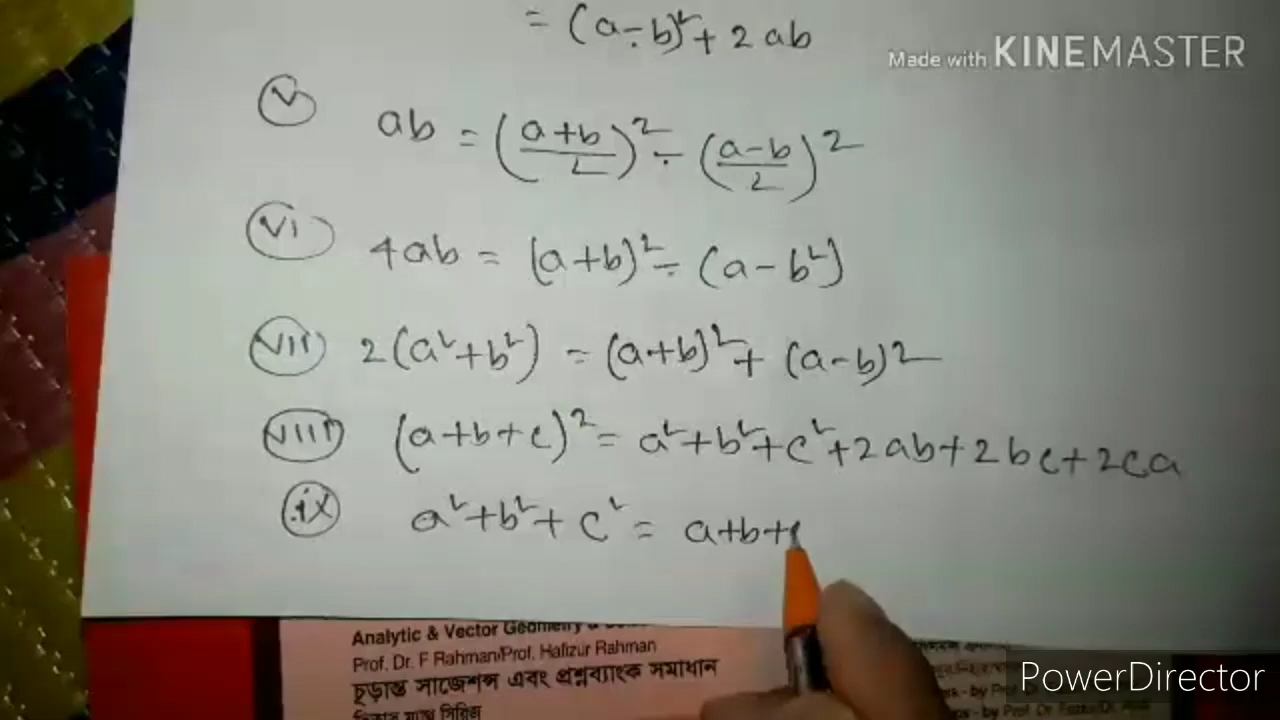 = (a÷b)²+2ab
Made with KINEMASTER
v ab = (a+b/2)² ÷ (a-b/2)²
vi 4ab = (a+b)² ÷ (a-b²)
vii 2(a²+b²) = (a+b)² + (a-b)²
viii (a+b+c)² = a²+b²+c²+2ab+2bc+2ca
ix a²+b²+c² = a+b+
Analytic & Vector Geometry &
Prof. Dr. F Rahman/Prof. Hafizur Rahman
চূড়ান্ত সাজেশন্স এবং প্রশ্নব্যাংক সমাধান
- by Prof. D
PowerDirector